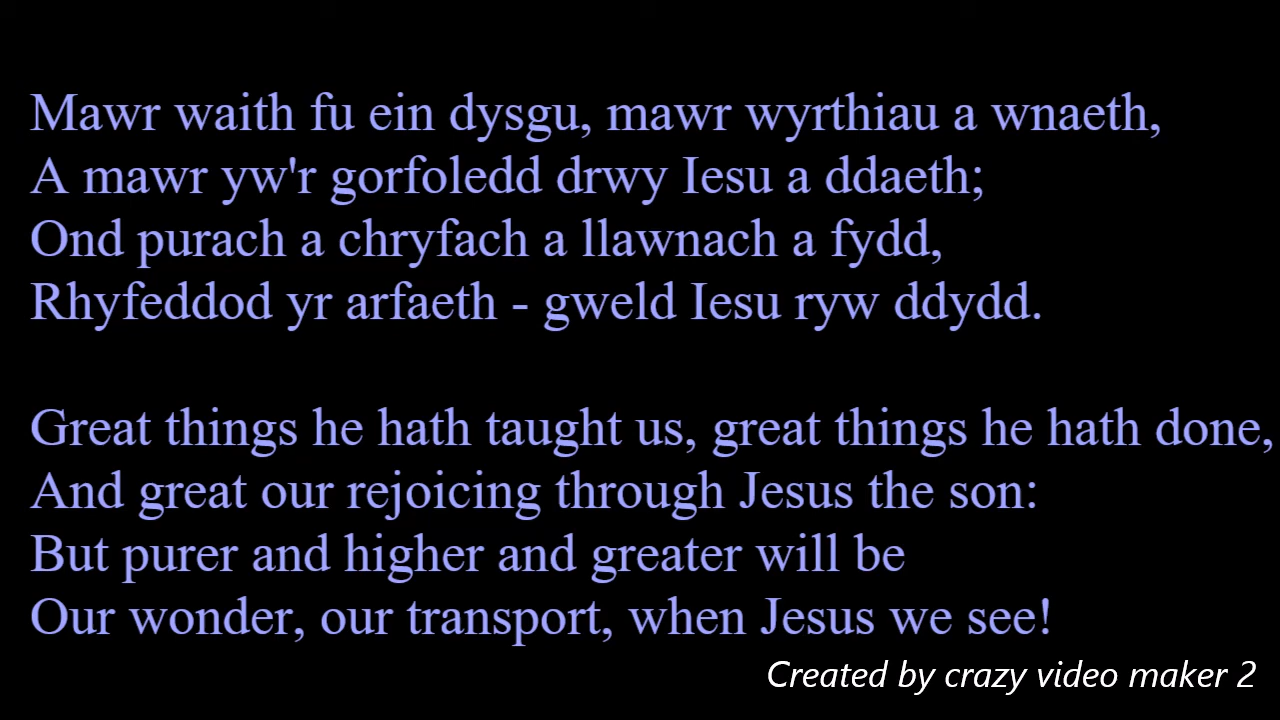 Mawr waith fu ein dysgu, mawr wyrthiau a wnaeth,
A mawr yw'r gorfoledd drwy Iesu a ddaeth;
Ond purach a chryfach a llawnach a fydd,
Rhyfeddod yr arfaeth - gweld Iesu ryw ddydd.
Great things he hath taught us, great things he hath done,
And great our rejoicing through Jesus the son:
But purer and higher and greater will be
Our wonder, our transport, when Jesus we see!
Created by crazy video maker 2